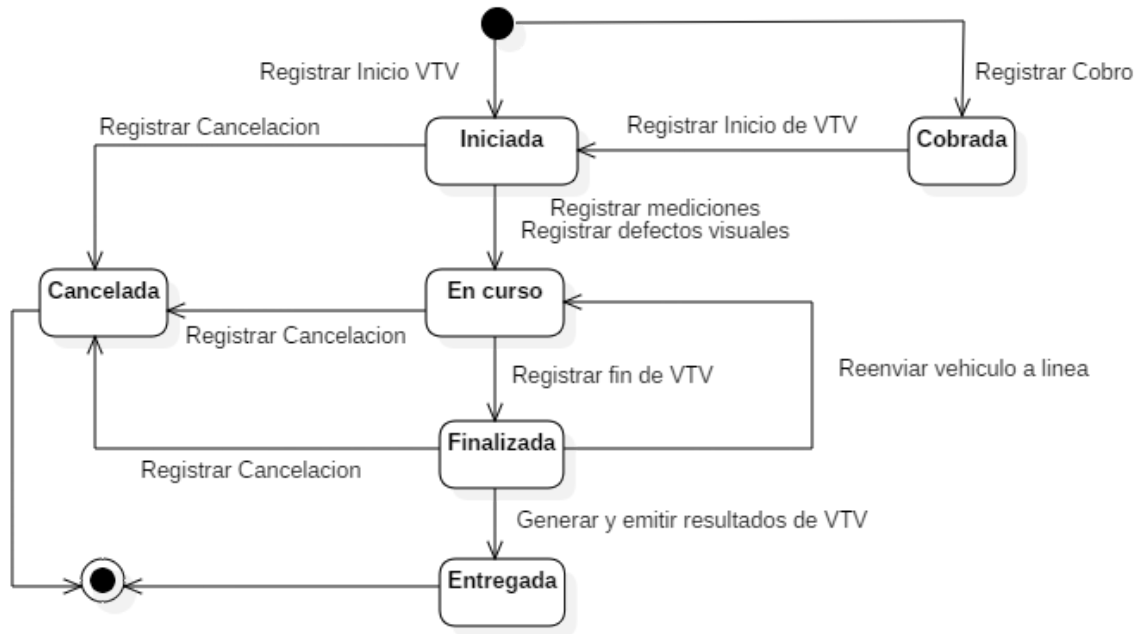 Registrar Inicio VTV
Registrar Cobro
Registrar Cancelacion
Iniciada
Registrar Inicio de VTV
Cobrada
Registrar mediciones
Registrar defectos visuales
Cancelada
En curso
Registrar Cancelacion
Registrar fin de VTV
Reenviar vehiculo a linea
Finalizada
Registrar Cancelacion
Generar y emitir resultados de VTV
Entregada